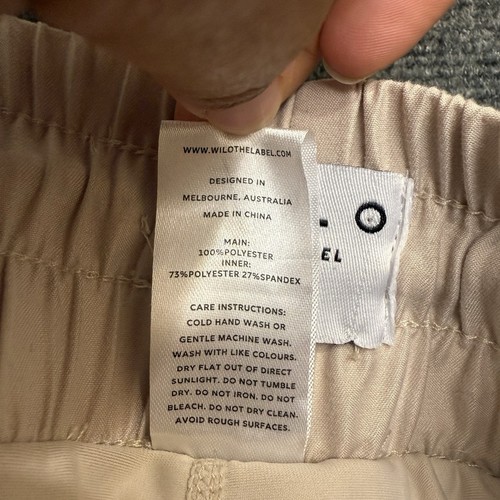 WWW.WILOTHELABEL.COM
DESIGNED IN
MELBOURNE, AUSTRALIA
MADE IN CHINA
MAIN:
100%POLYESTER
INNER:
73%POLYESTER 27%SPANDEX
CARE INSTRUCTIONS:
COLD HAND WASH OR
GENTLE MACHINE WASH.
WASH WITH LIKE COLOURS.
DRY FLAT OUT OF DIRECT
SUNLIGHT. DO NOT TUMBLE
DRY. DO NOT IRON. DO NOT
BLEACH. DO NOT DRY CLEAN.
AVOID ROUGH SURFACES.
L O
EL